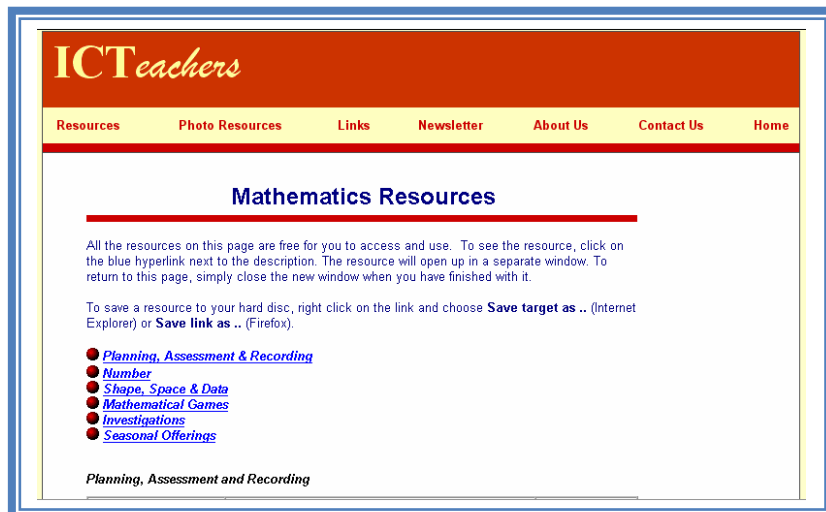 ICTeachers
Resources Photo Resources Links Newsletter About Us Contact Us Home
Mathematics Resources
All the resources on this page are free for you to access and use.  To see the resource, click on
the blue hyperlink next to the description. The resource will open up in a separate window. To
return to this page, simply close the new window when you have finished with it.
To save a resource to your hard disc, right click on the link and choose Save target as .. (Internet
Explorer) or Save link as .. (Firefox).
Planning, Assessment & Recording
Number
Shape, Space & Data
Mathematical Games
Investigations
Seasonal Offerings
Planning, Assessment and Recording